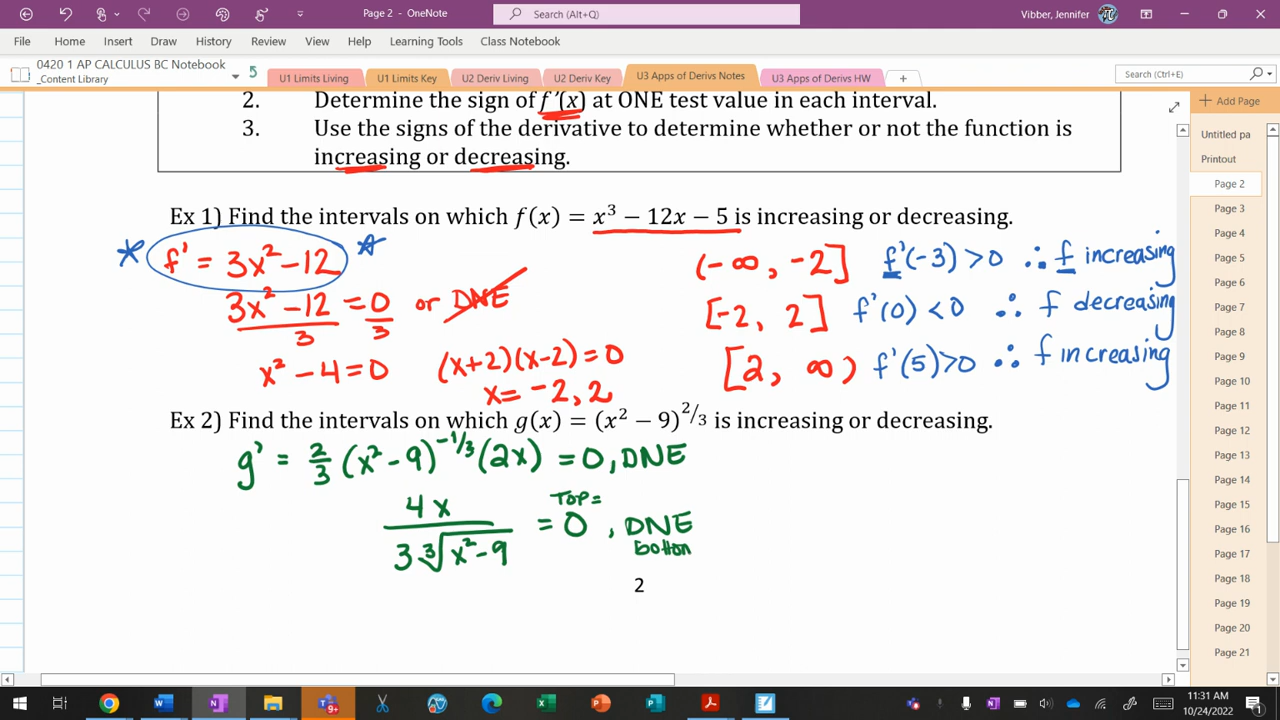 Page 2 - OneNote
Search (Alt+Q)
Vibber, Jennifer
File Home Insert Draw History Review View Help Learning Tools Class Notebook
0420 1 AP CALCULUS BC Notebook
_Content Library
U1 Limits Living
U1 Limits Key
U2 Deriv Living
U2 Deriv Key
U3 Apps of Derivs Notes
U3 Apps of Derivs HW
+
Search (Ctrl+E)
+ Add Page
Untitled pa
Printout
Page 2
Page 3
Page 4
Page 5
Page 6
Page 7
Page 8
Page 9
Page 10
Page 11
Page 12
Page 13
Page 14
Page 15
Page 16
Page 17
Page 18
Page 19
Page 20
Page 21
2. Determine the sign of f'(x) at ONE test value in each interval.
3. Use the signs of the derivative to determine whether or not the function is
increasing or decreasing.
Ex 1) Find the intervals on which f(x) = x³ − 12x − 5 is increasing or decreasing.
* f' = 3x² − 12 *
3x² − 12 = 0 or DNE
3 3
x² − 4 = 0
(x+2)(x−2) = 0
x = −2, 2
(−∞, −2] f'(−3) > 0 ∴ f increasing
[−2, 2] f'(0) < 0 ∴ f decreasing
[2, ∞) f'(5) > 0 ∴ f increasing
Ex 2) Find the intervals on which g(x) = (x² − 9)^2/3 is increasing or decreasing.
g' = 2/3 (x² − 9)^−1/3 (2x) = 0, DNE
TOP =
4x
= 0, DNE
3 ∛x² − 9
bottom
2
11:31 AM
10/24/2022
9+